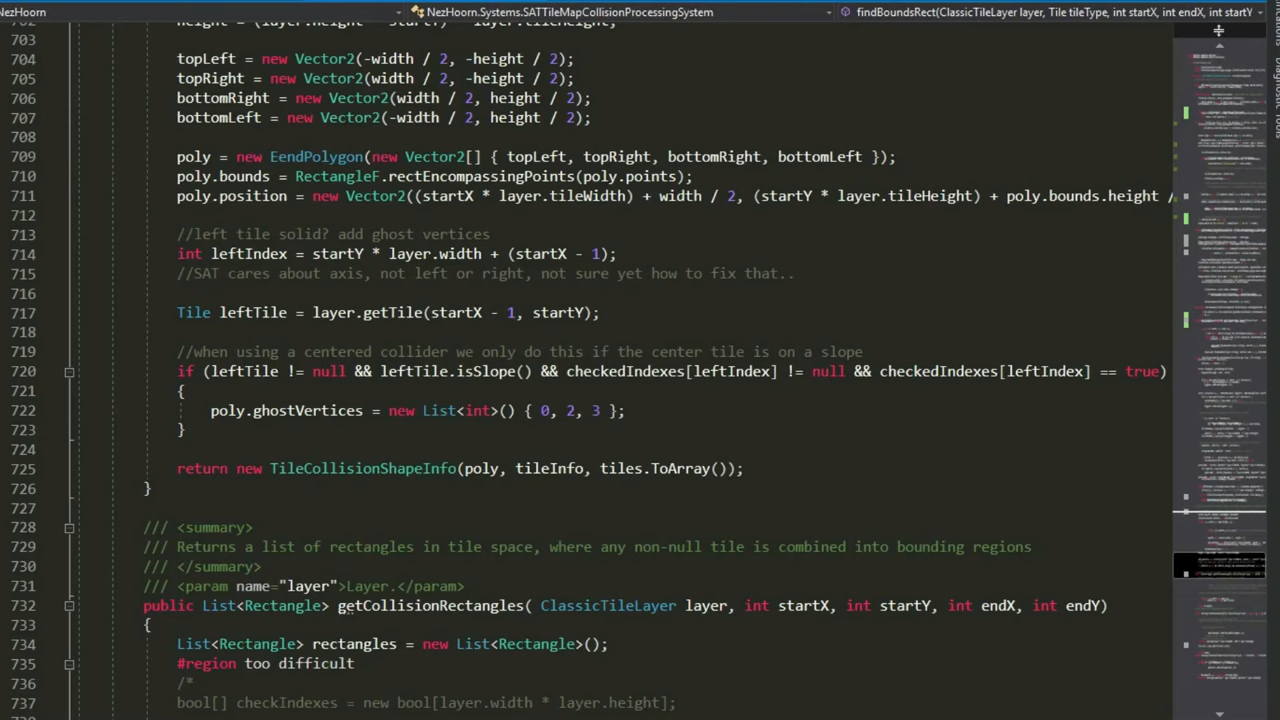 NezHoorn NezHoorn.Systems.SATTileMapCollisionProcessingSystem findBoundsRect(ClassicTileLayer layer, Tile tileType, int startX, int endX, int startY
703
704 topLeft = new Vector2(-width / 2, -height / 2);
705 topRight = new Vector2(width / 2, -height / 2);
706 bottomRight = new Vector2(width / 2, height / 2);
707 bottomLeft = new Vector2(-width / 2, height / 2);
708
709 poly = new EendPolygon(new Vector2[] { topLeft, topRight, bottomRight, bottomLeft });
710 poly.bounds = RectangleF.rectEncompassingPoints(poly.points);
711 poly.position = new Vector2((startX * layer.tileWidth) + width / 2, (startY * layer.tileHeight) + poly.bounds.height /
712
713 //left tile solid? add ghost vertices
714 int leftIndex = startY * layer.width + (startX - 1);
715 //SAT cares about axis, not left or right, not sure yet how to fix that..
716
717 Tile leftTile = layer.getTile(startX - 1, startY);
718
719 //when using a centered collider we only do this if the center tile is on a slope
720 if (leftTile != null && leftTile.isSlope() && checkedIndexes[leftIndex] != null && checkedIndexes[leftIndex] == true)
721 {
722 poly.ghostVertices = new List<int>() { 0, 2, 3 };
723 }
724
725 return new TileCollisionShapeInfo(poly, tileInfo, tiles.ToArray());
726 }
727
728 /// <summary>
729 /// Returns a list of rectangles in tile space, where any non-null tile is combined into bounding regions
730 /// </summary>
731 /// <param name="layer">Layer.</param>
732 public List<Rectangle> getCollisionRectangles( ClassicTileLayer layer, int startX, int startY, int endX, int endY)
733 {
734 List<Rectangle> rectangles = new List<Rectangle>();
735 #region too difficult
736 /*
737 bool[] checkIndexes = new bool[layer.width * layer.height];